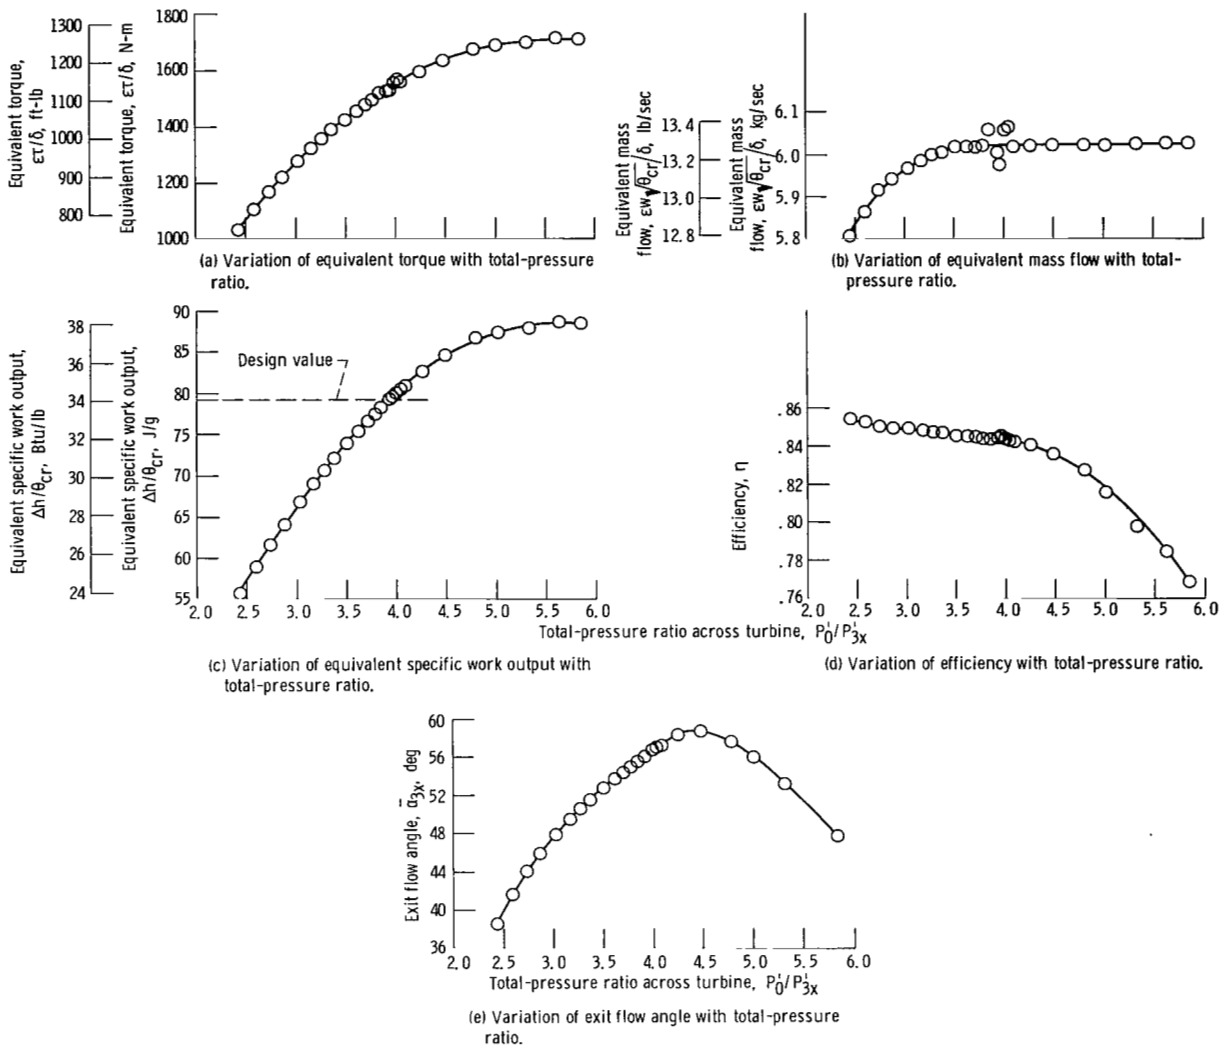 Equivalent torque,
ετ/δ, ft-lb
1300
1200
1100
1000
900
800
Equivalent torque, ετ/δ, N-m
1800
1600
1400
1200
1000
(a) Variation of equivalent torque with total-pressure
ratio.
Equivalent mass
flow, εw√θcr/δ, lb/sec
13.4
13.2
13.0
12.8
Equivalent mass
flow, εw√θcr/δ, kg/sec
6.1
6.0
5.9
5.8
(b) Variation of equivalent mass flow with total-
pressure ratio.
Equivalent specific work output,
Δh/θcr, Btu/lb
38
36
34
32
30
28
26
24
Equivalent specific work output,
Δh/θcr, J/g
90
85
80
75
70
65
60
55
Design value
2.0 2.5 3.0 3.5 4.0 4.5 5.0 5.5 6.0
Efficiency, η
.86
.84
.82
.80
.78
.76
2.0 2.5 3.0 3.5 4.0 4.5 5.0 5.5 6.0
Total-pressure ratio across turbine, P0'/P3x'
(c) Variation of equivalent specific work output with
total-pressure ratio.
(d) Variation of efficiency with total-pressure ratio.
Exit flow angle, ᾱ3x, deg
60
56
52
48
44
40
36
2.0 2.5 3.0 3.5 4.0 4.5 5.0 5.5 6.0
Total-pressure ratio across turbine, P0'/P3x'
(e) Variation of exit flow angle with total-pressure
ratio.